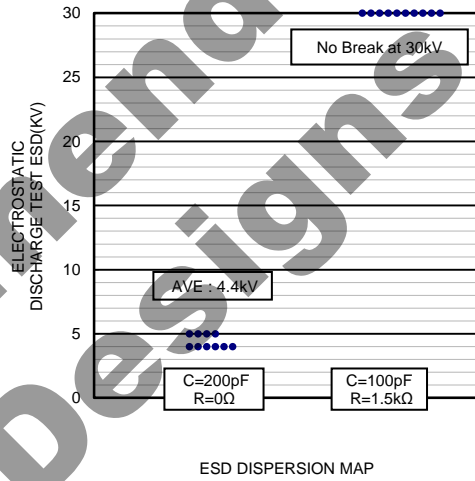 ELECTROSTATIC
DISCHARGE TEST ESD(KV)
30
25
20
15
10
5
0
No Break at 30kV
AVE : 4.4kV
C=200pF
R=0Ω
C=100pF
R=1.5kΩ
ESD DISPERSION MAP
Designs